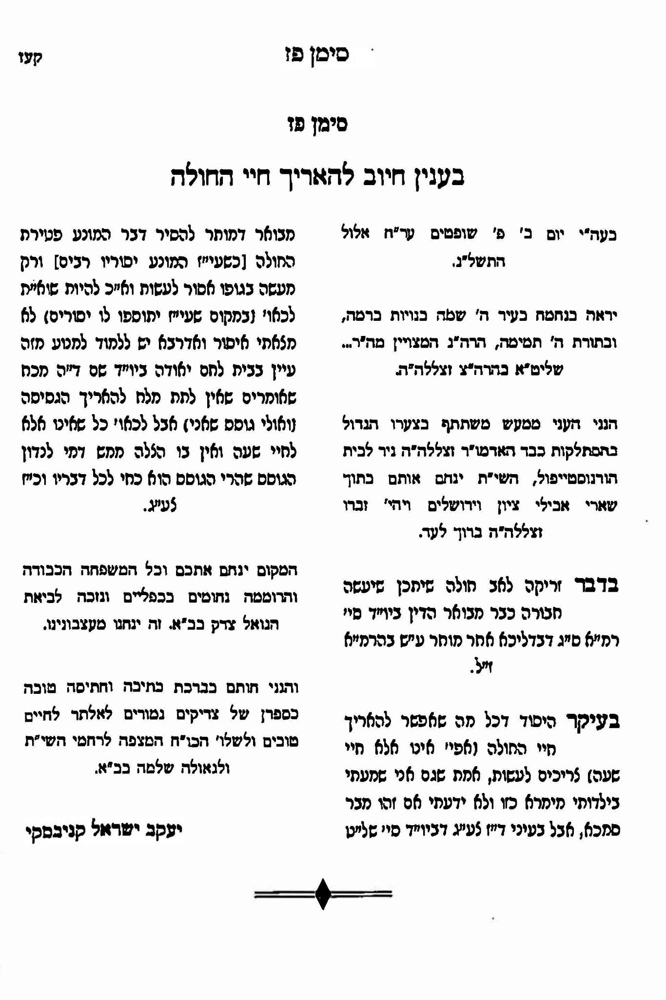 סימן פז
קעז
סימן פז
בענין חיוב להאריך חיי החולה
בעה"י יום ב' פ' שופטים ער"ח אלול
התשל"ג.
יראה בנחמת בעיר ה' שמה בנויות ברמה,
ובתורת ה' תמימה, הרה"ג המצויין מה"ר...
שליט"א בהרה"צ זצללה"ה.
הנני העני ממעש משתתף בצערו הגדול
בהסתלקות כבד האדמו"ר זצללה"ה ניר לבית
הורנוסטייפול, השי"ת ינחם אותם בתוך
שארי אבילי ציון וירושלים ויהי' זכרו
זצללה"ה ברוך לעד.
בדבר זריקה לאב חולה שיתכן שיעשה
חבורה כבר מבואר הדין ביו"ד סי'
רמ"א ס"ג דבדליכא אחר מותר ע"ש בהרמ"א
ז"ל.
בעיקר היסוד דכל מה שאפשר להאריך
חיי החולה (אפי' אינו אלא חיי
שעה) צריכים לעשות, אמת שגם אני שמעתי
בילדותי מימרא כזו ולא ידעתי אם זהו מבר
סמכא, אבל בעיני ד"ז צע"ג דביו"ד סי' של"ט
מבואר דמותר להסיר דבר המונע פטירת
החולה [כשעי"ז המונע יסוריו רבים] ורק
מעשה בגופו אסור לעשות וא"כ להיות שוא"ת
לכאו' (במקום שעי"ז יתוספו לו יסורים) לא
מצאתי איסור ואדרבא יש ללמוד למנוע מזה
עיין בבית לחם יאודה ביו"ד שם ד"ה מכח
שאומרים שאין לתת מלח להאריך הגסיסה
(ואולי גוסס שאני) אבל לכאו' כל שאינו אלא
לחיי שעה ואין בו הצלה ממש דמי לנדון
הגוסס שהרי הגוסס הוא כחי לכל דבריו וכ"ז
צע"ג.
המקום ינחם אתכם וכל המשפחה הכבודה
והרוממה נחומים בכפליים ונזכה לביאת
הגואל צדק בב"א. זה ינחנו מעצבונינו.
והנני חותם בברכת כתיבה וחתימה טובה
בספרן של צדיקים גמורים לאלתר לחיים
טובים ולשלו' הכו"ח המצפה לרחמי השי"ת
ולגאולה שלמה בב"א.
יעקב ישראל קניבסקי